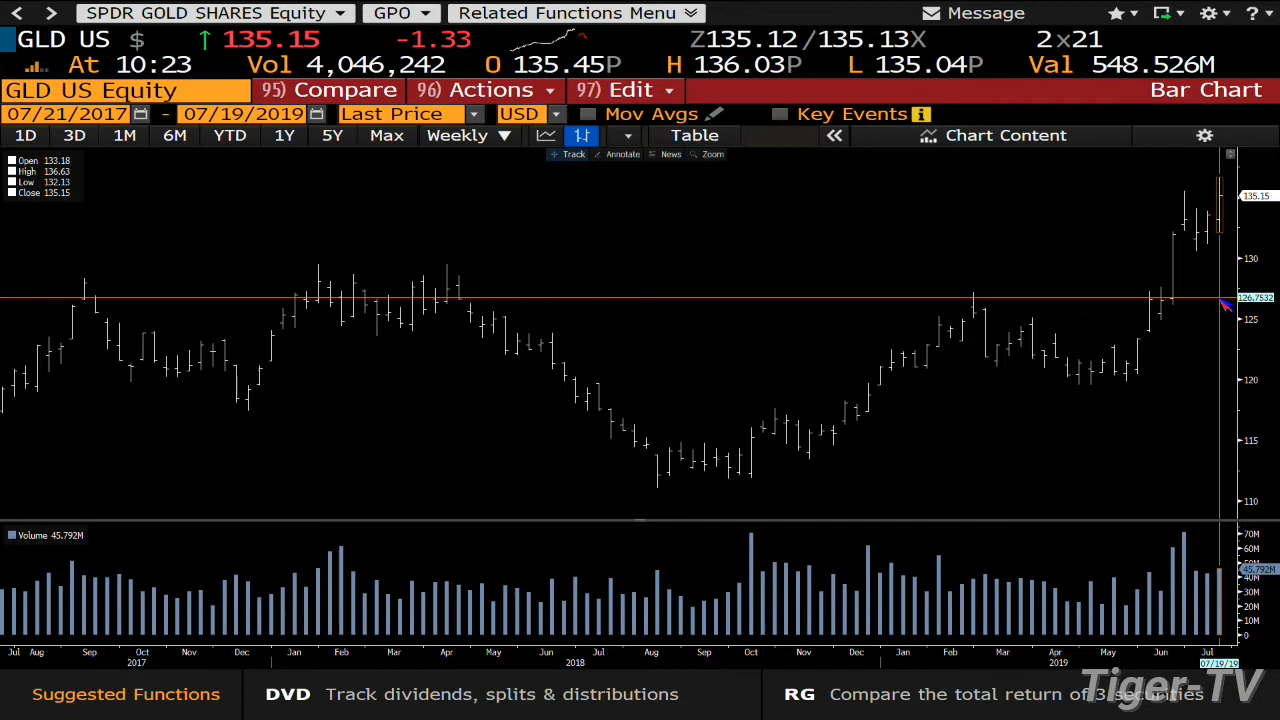 SPDR GOLD SHARES Equity GPO Related Functions Menu Message ?
GLD US $ ↑ 135.15 -1.33 Z135.12/135.13X 2x21
At 10:23 Vol 4,046,242 O 135.45P H 136.03P L 135.04P Val 548.526M
GLD US Equity 95) Compare 96) Actions 97) Edit Bar Chart
07/21/2017 - 07/19/2019 Last Price USD Mov Avgs Key Events i
1D 3D 1M 6M YTD 1Y 5Y Max Weekly ▼ Table « Chart Content
Track Annotate News Zoom
Open 133.18
High 136.63
Low 132.13
Close 135.15
135.15
130
126.7532
125
120
115
110
Volume 45.792M
70M
60M
45.792M
40M
30M
20M
10M
0
Jul Aug Sep Oct Nov Dec Jan Feb Mar Apr May Jun Jul Aug Sep Oct Nov Dec Jan Feb Mar Apr May Jun Jul
2017 2018 2019 07/19/19
Suggested Functions DVD Track dividends, splits & distributions RG Compare the total return of 3 securities
Tiger-TV